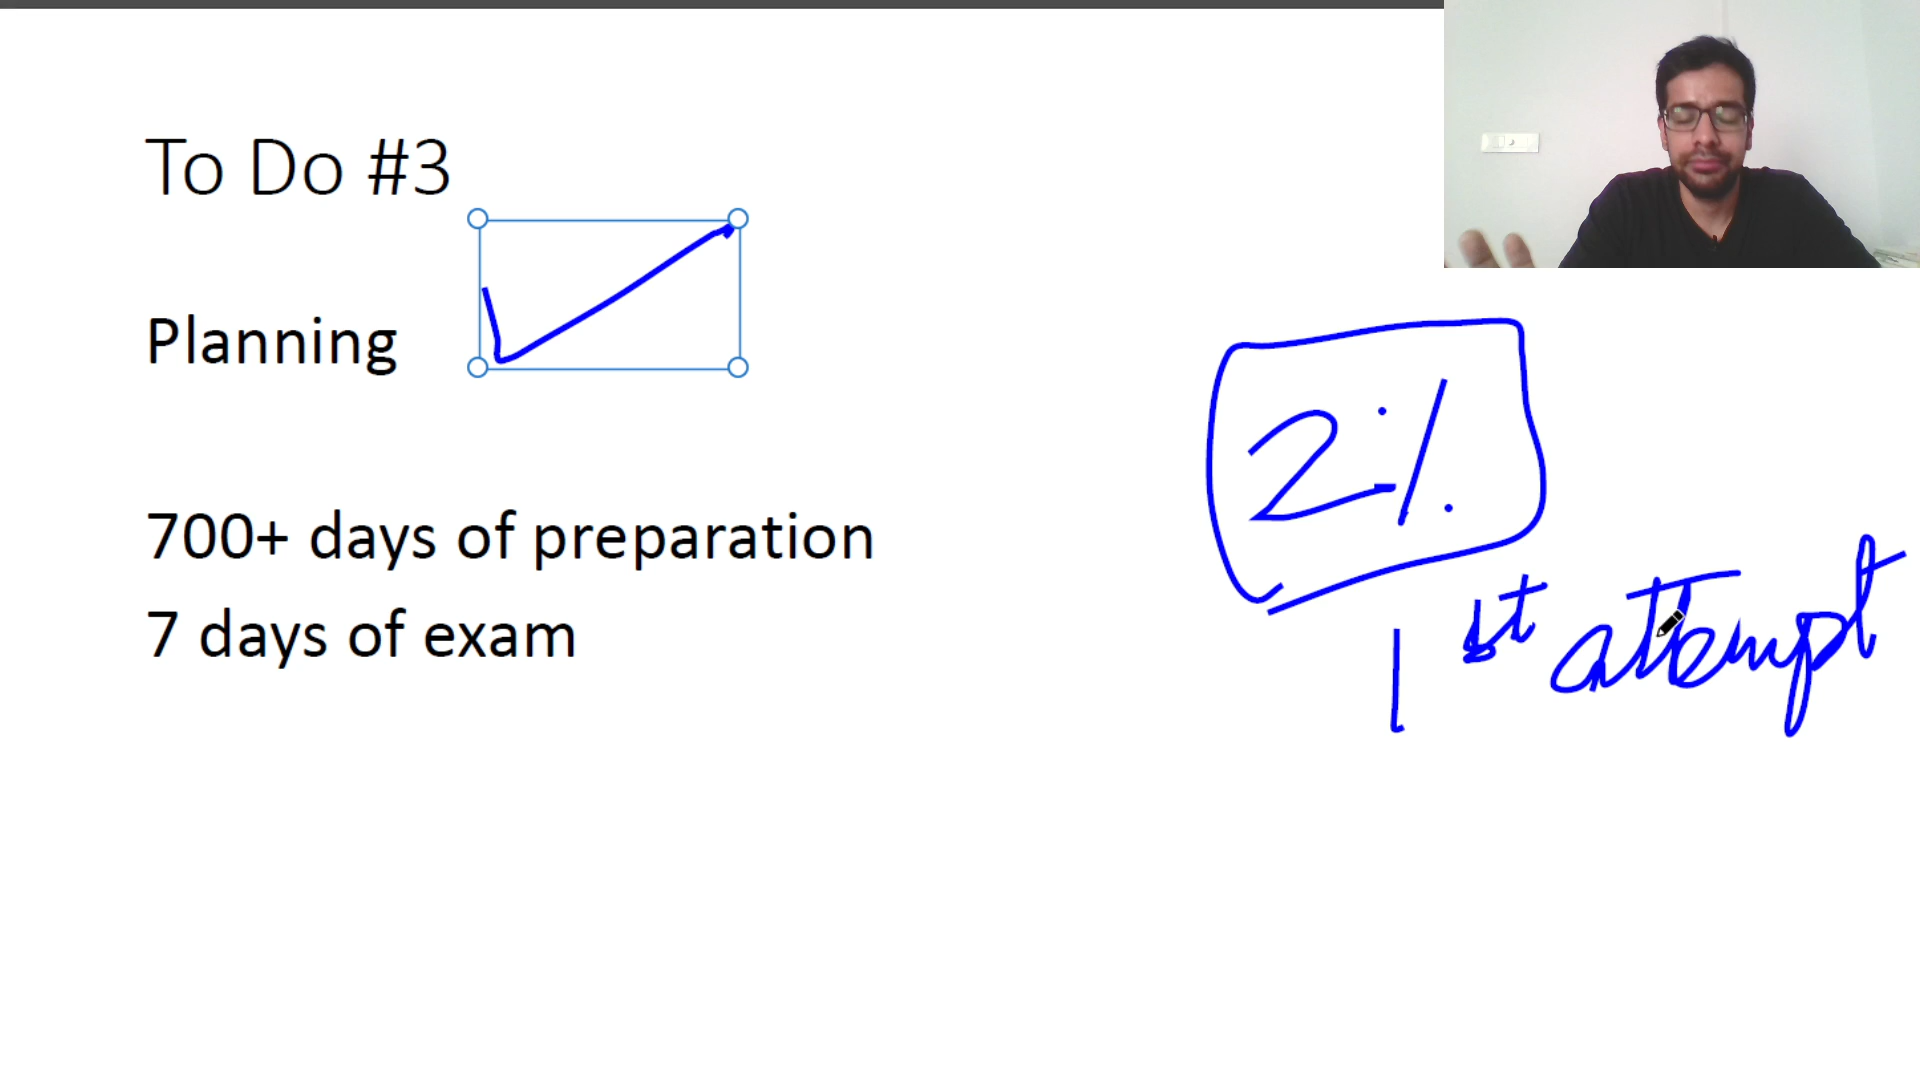 To Do #3
Planning
700+ days of preparation
7 days of exam
2%
1st attempt